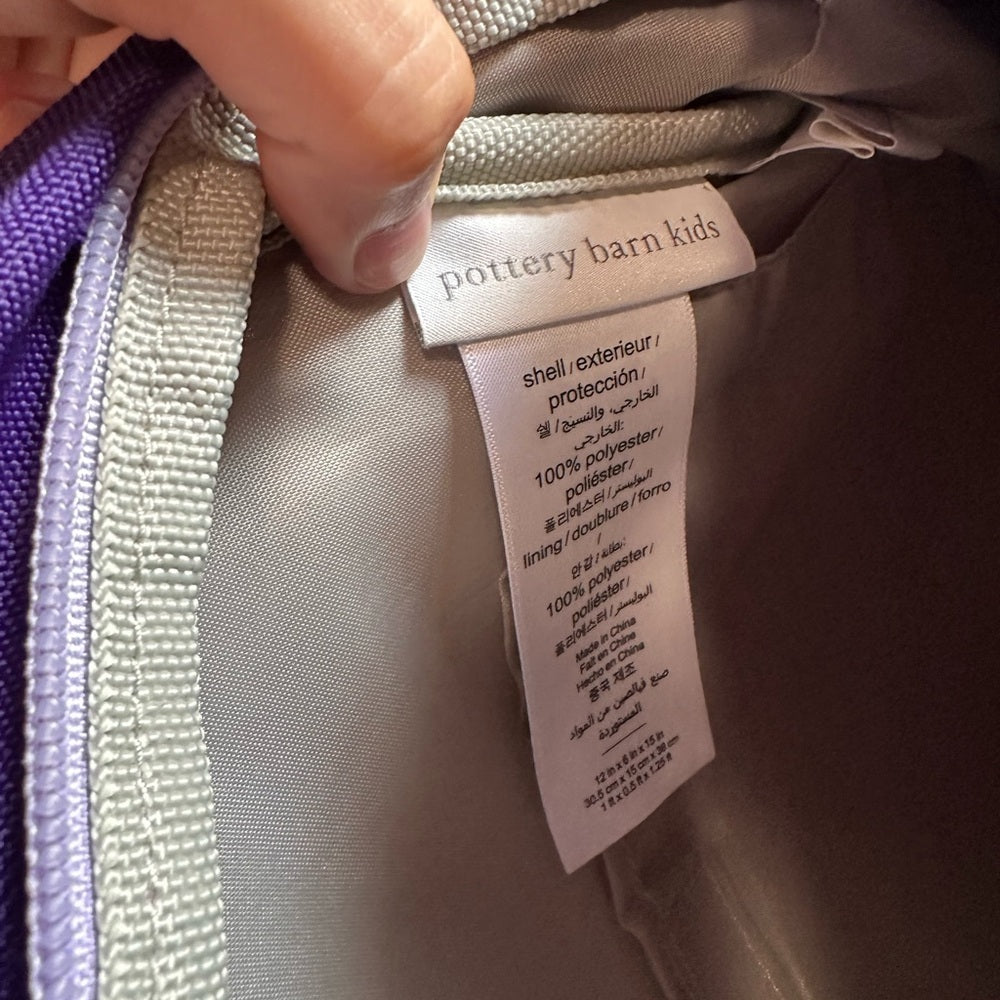 pottery barn kids
shell / exterieur /
protección /
쉘 / الخارجي، والنسيج
الخارجي:
100% polyester /
poliéster /
폴리에스터 / البوليستر /
lining / doublure / forro
/
안감 / بطانة:
100% polyester /
poliéster /
폴리에스터 / البوليستر /
Made in China
Fait en Chine
Hecho en China
중국 제조
صنع فيالصين من المواد
المستوردة
12 in x 6 in x 15 in
30.5 cm x 15 cm x 38 cm
1 ft x 0.5 ft x 1.25 ft